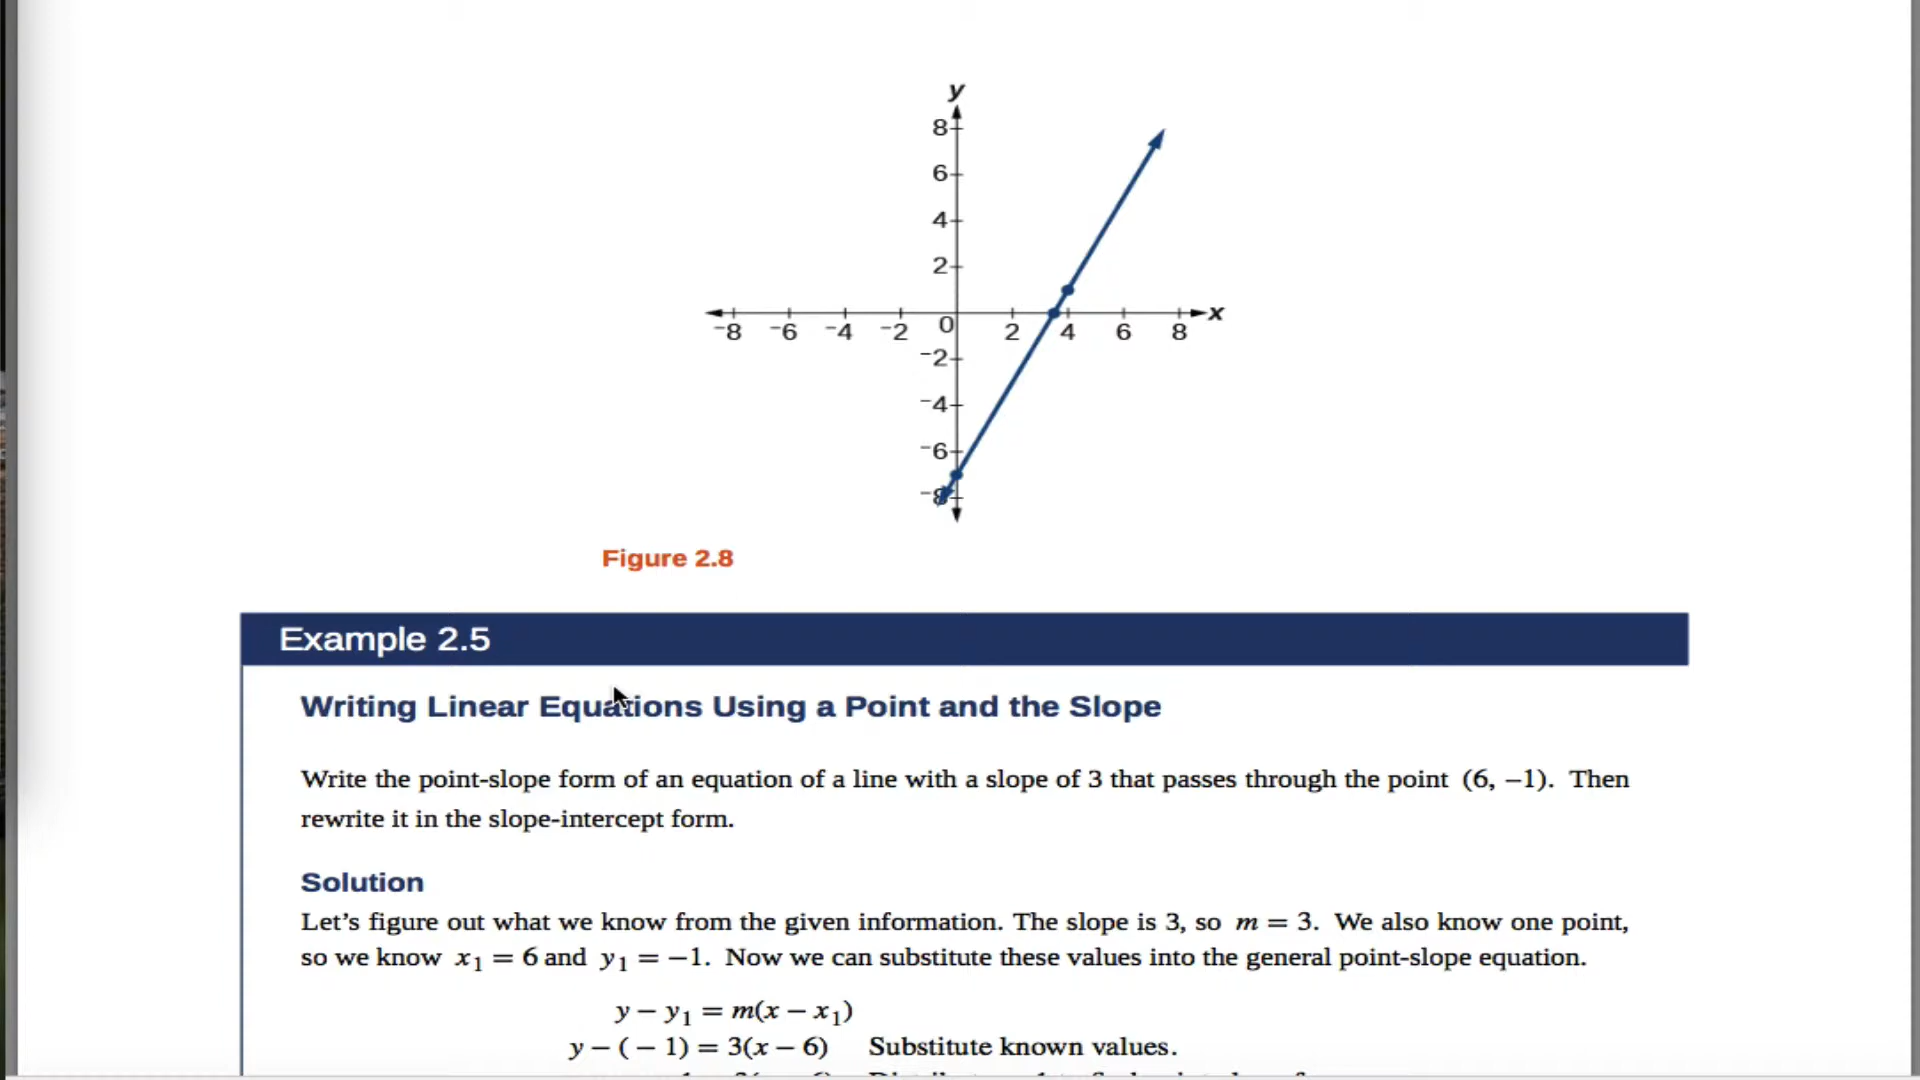 y
8
6
4
2
-8 -6 -4 -2 0 2 4 6 8 x
-2
-4
-6
-8
Figure 2.8
Example 2.5
Writing Linear Equations Using a Point and the Slope
Write the point-slope form of an equation of a line with a slope of 3 that passes through the point (6, −1). Then
rewrite it in the slope-intercept form.
Solution
Let’s figure out what we know from the given information. The slope is 3, so m = 3. We also know one point,
so we know x₁ = 6 and y₁ = −1. Now we can substitute these values into the general point-slope equation.
y − y₁ = m(x − x₁)
y − ( − 1) = 3(x − 6) Substitute known values.